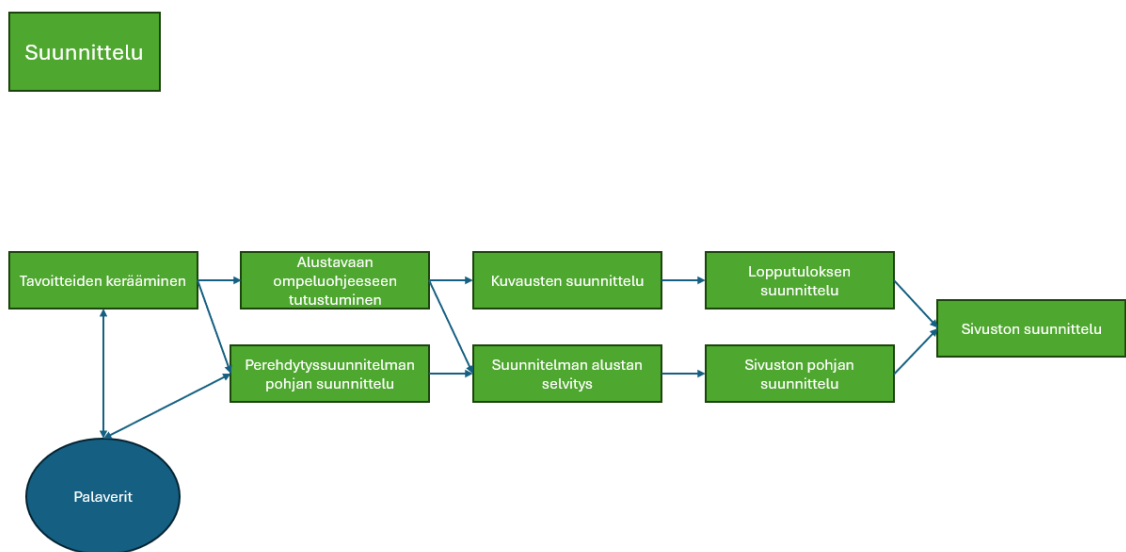 Suunnittelu
Tavoitteiden kerääminen
Alustavaan
ompeluohjeeseen
tutustuminen
Kuvausten suunnittelu
Lopputuloksen
suunnittelu
Sivuston suunnittelu
Perehdytyssuunnitelman
pohjan suunnittelu
Suunnitelman alustan
selvitys
Sivuston pohjan
suunnittelu
Palaverit